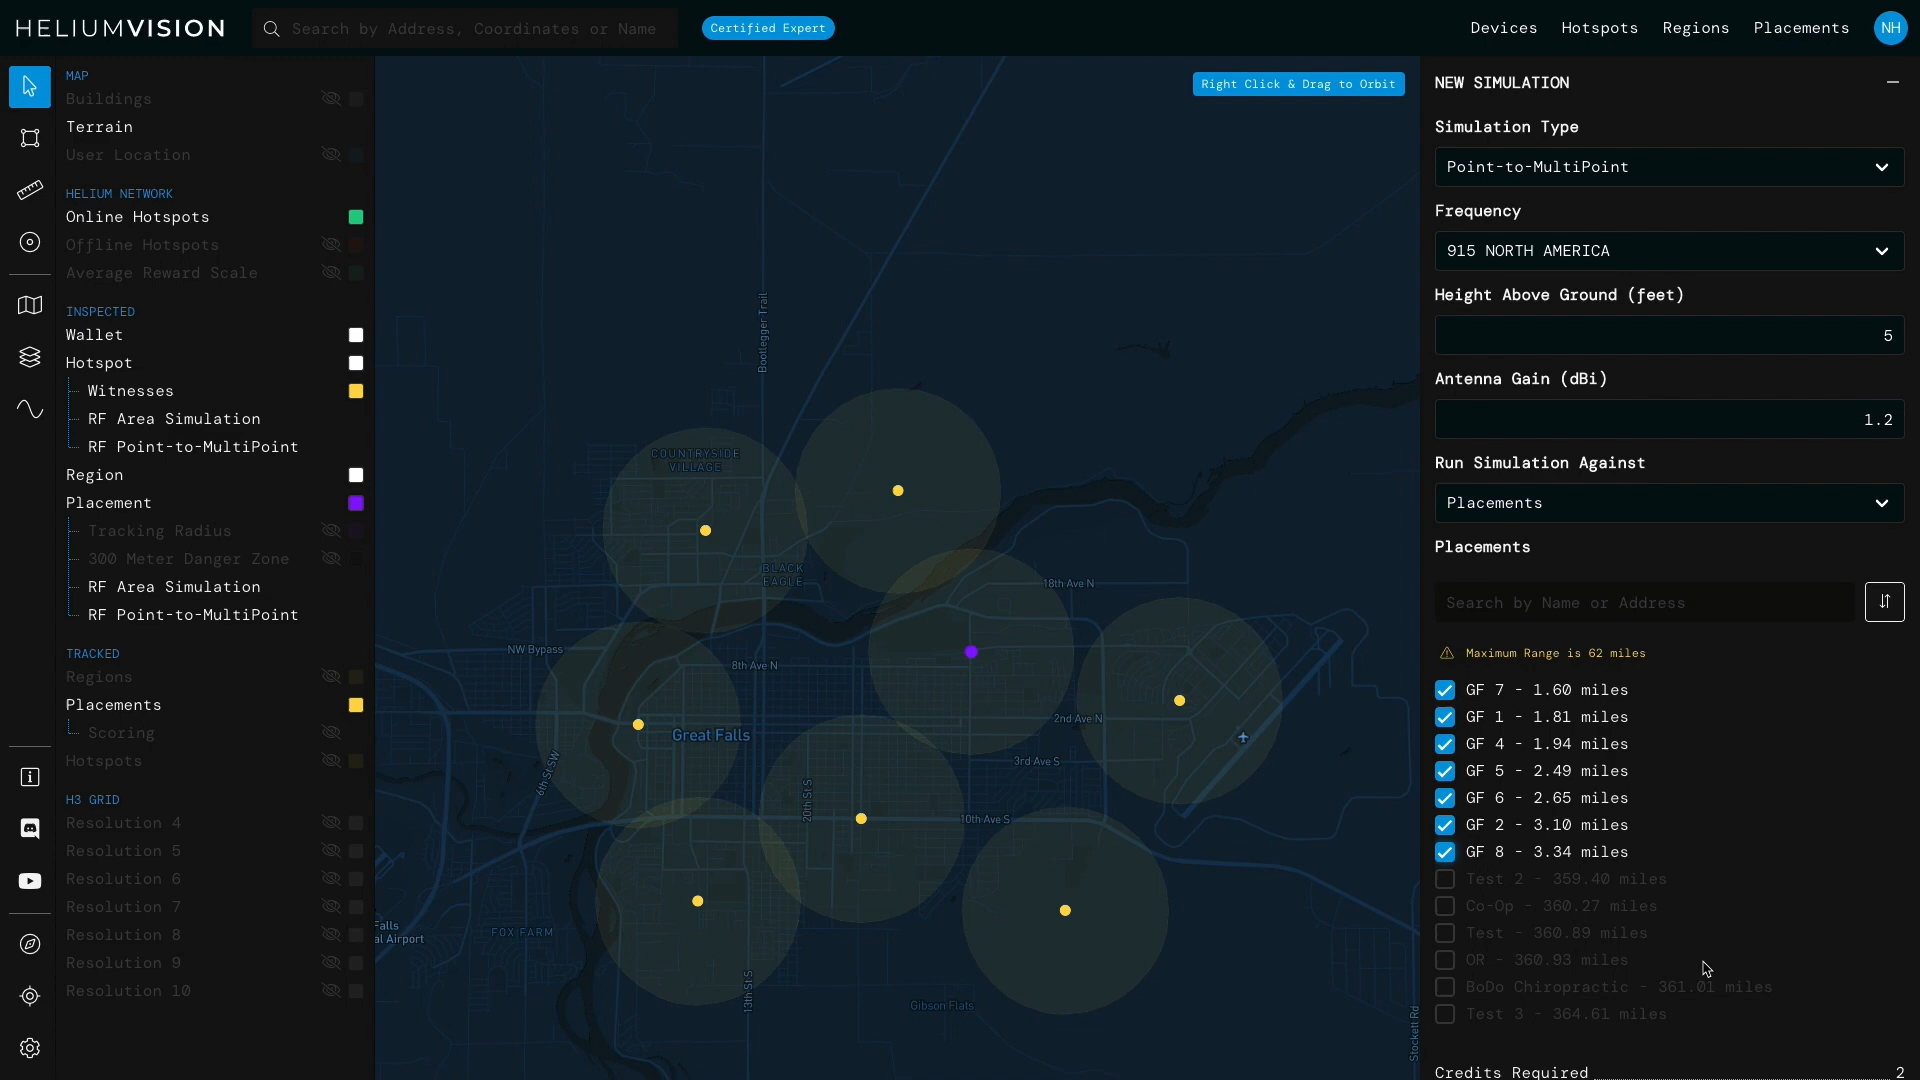 HELIUMVISION
Search by Address, Coordinates or Name
Certified Expert
Devices
Hotspots
Regions
Placements
NH
MAP
Buildings
Terrain
User Location
HELIUM NETWORK
Online Hotspots
Offline Hotspots
Average Reward Scale
INSPECTED
Wallet
Hotspot
Witnesses
RF Area Simulation
RF Point-to-MultiPoint
Region
Placement
Tracking Radius
300 Meter Danger Zone
RF Area Simulation
RF Point-to-MultiPoint
TRACKED
Regions
Placements
Scoring
Hotspots
H3 GRID
Resolution 4
Resolution 5
Resolution 6
Resolution 7
Resolution 8
Resolution 9
Resolution 10
Right Click & Drag to Orbit
Bootlegger Trail
COUNTRYSIDE
VILLAGE
BLACK
EAGLE
18th Ave N
NW Bypass
8th Ave N
2nd Ave N
Great Falls
3rd Ave S
6th St SW
20th St S
10th Ave S
Falls
al Airport
FOX FARM
13th St S
Gibson Flats
Stockett Rd
NEW SIMULATION
Simulation Type
Point-to-MultiPoint
Frequency
915 NORTH AMERICA
Height Above Ground (feet)
5
Antenna Gain (dBi)
1.2
Run Simulation Against
Placements
Placements
Search by Name or Address
Maximum Range is 62 miles
GF 7 - 1.60 miles
GF 1 - 1.81 miles
GF 4 - 1.94 miles
GF 5 - 2.49 miles
GF 6 - 2.65 miles
GF 2 - 3.10 miles
GF 8 - 3.34 miles
Test 2 - 359.40 miles
Co-Op - 360.27 miles
Test - 360.89 miles
OR - 360.93 miles
BoDo Chiropractic - 361.01 miles
Test 3 - 364.61 miles
Credits Required 2